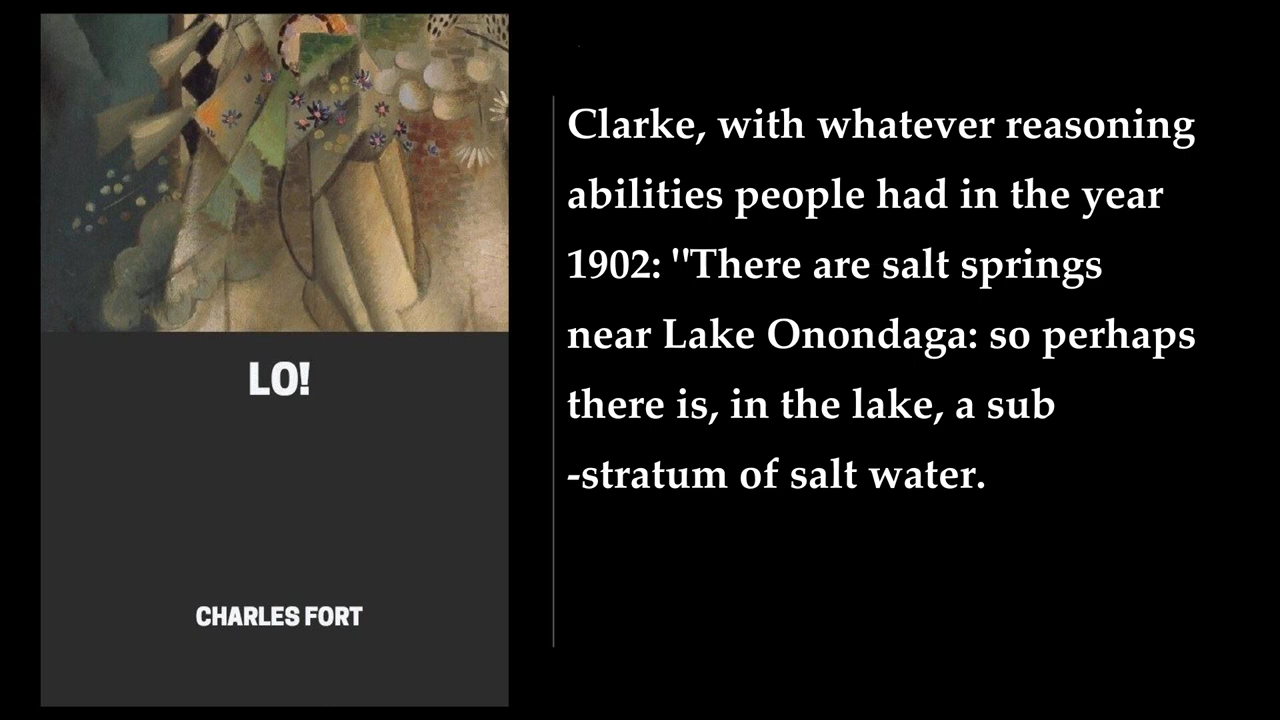 LO!
CHARLES FORT
Clarke, with whatever reasoning
abilities people had in the year
1902: "There are salt springs
near Lake Onondaga: so perhaps
there is, in the lake, a sub
-stratum of salt water.